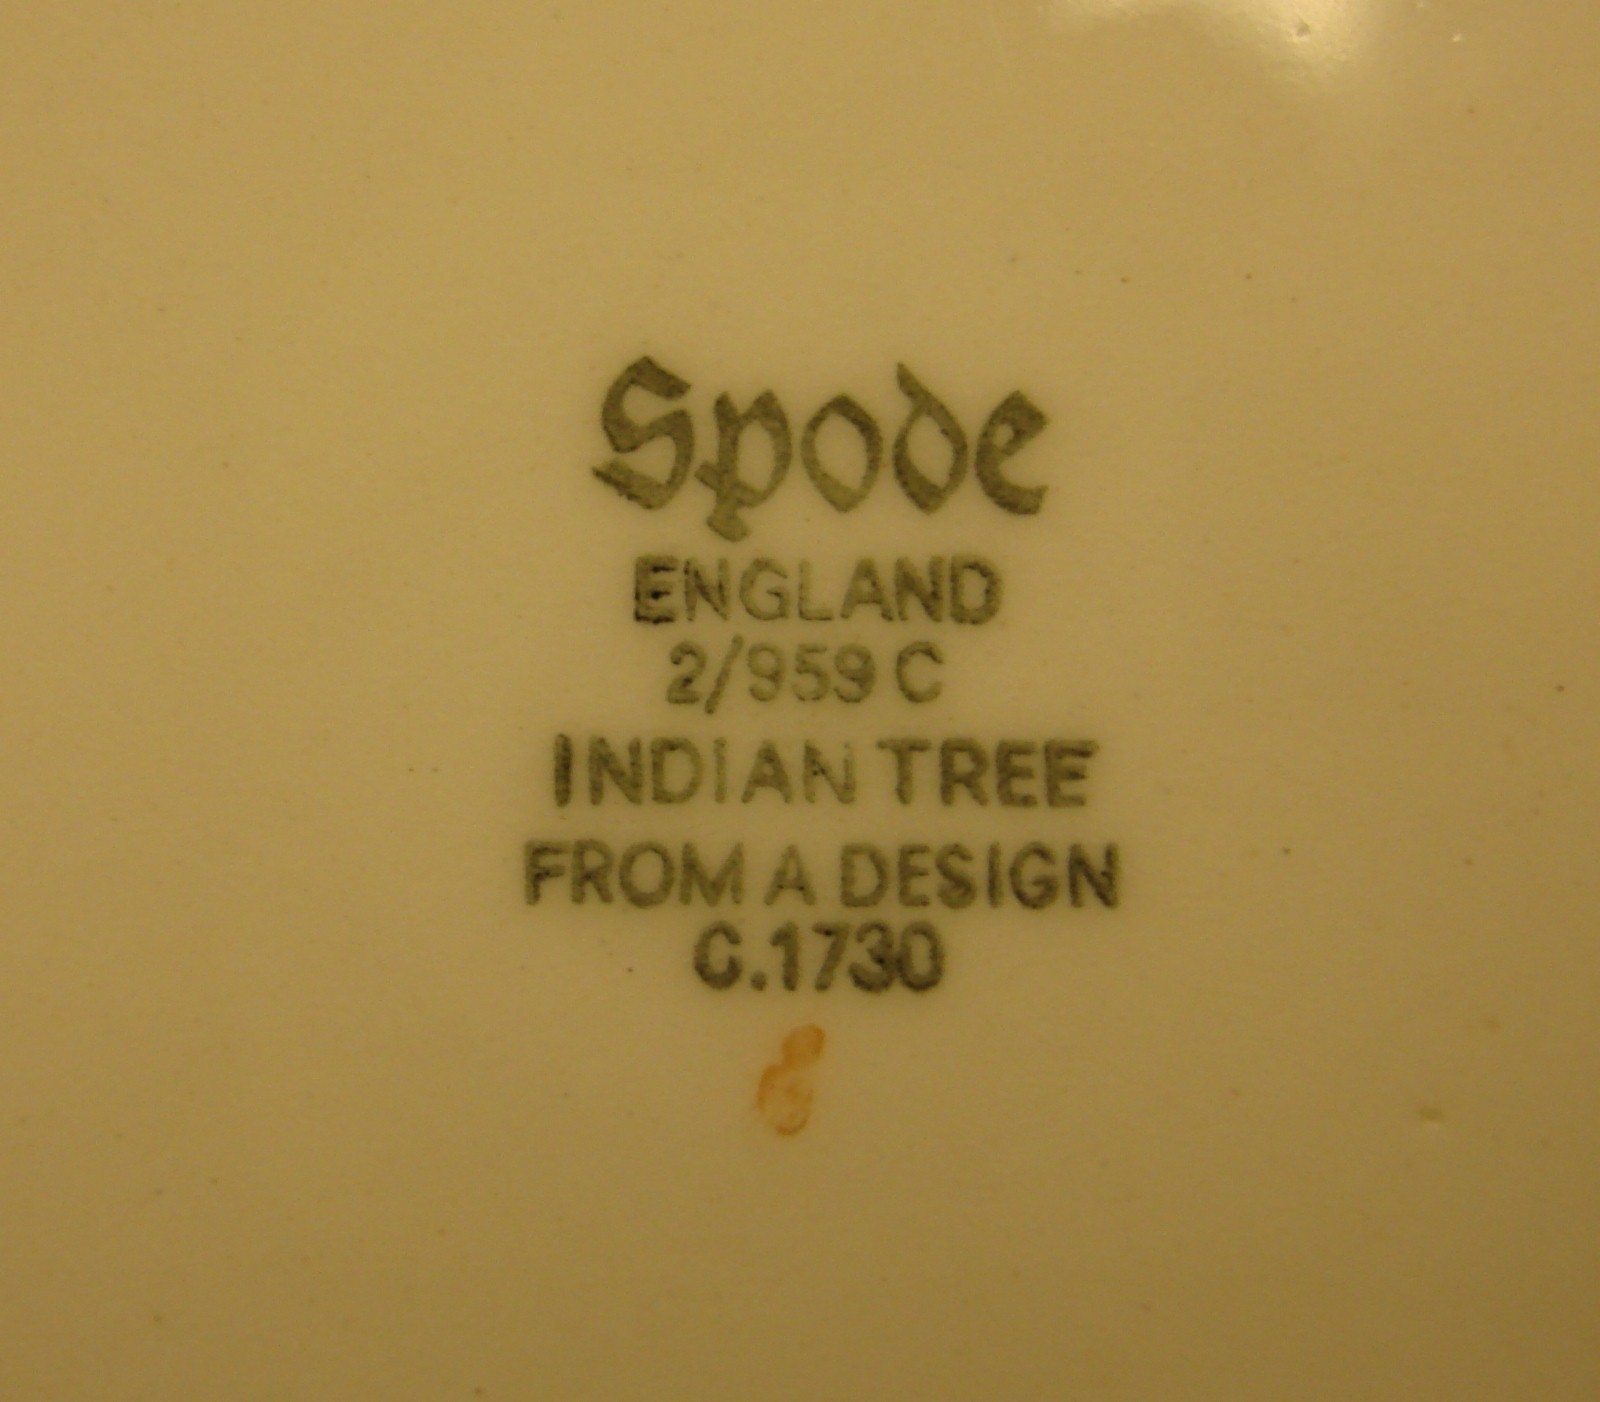 Spode
ENGLAND
2/959 C
INDIAN TREE
FROM A DESIGN
C.1730